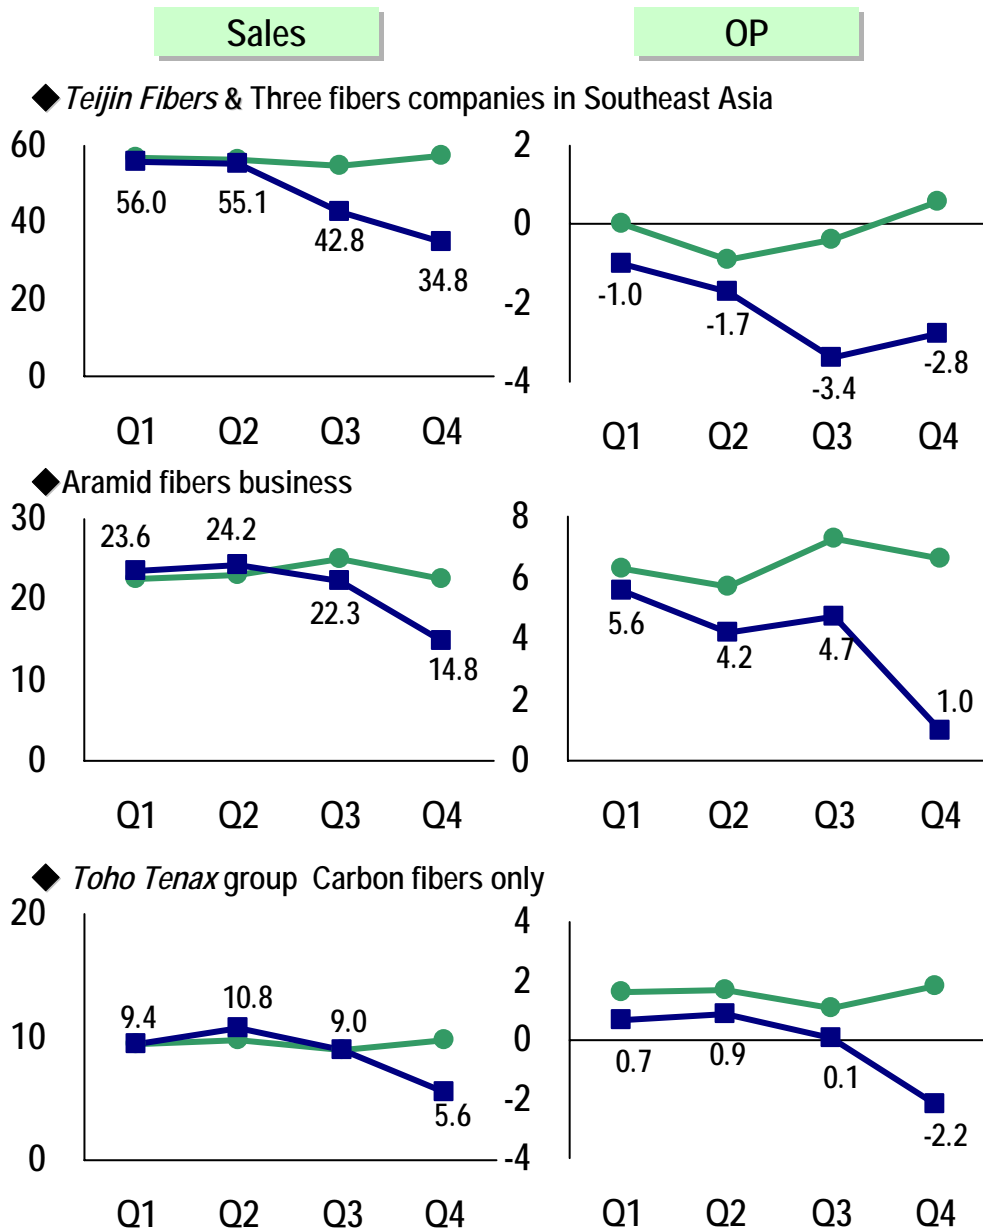 Sales OP
◆ Teijin Fibers & Three fibers companies in Southeast Asia
60
40
20
0
56.0 55.1 42.8 34.8
Q1 Q2 Q3 Q4
2
0
-2
-4
-1.0 -1.7 -3.4 -2.8
Q1 Q2 Q3 Q4
◆ Aramid fibers business
30
20
10
0
23.6 24.2 22.3 14.8
Q1 Q2 Q3 Q4
8
6
4
2
0
5.6 4.2 4.7 1.0
Q1 Q2 Q3 Q4
◆ Toho Tenax group Carbon fibers only
20
10
0
9.4 10.8 9.0 5.6
Q1 Q2 Q3 Q4
4
2
0
-2
-4
0.7 0.9 0.1 -2.2
Q1 Q2 Q3 Q4